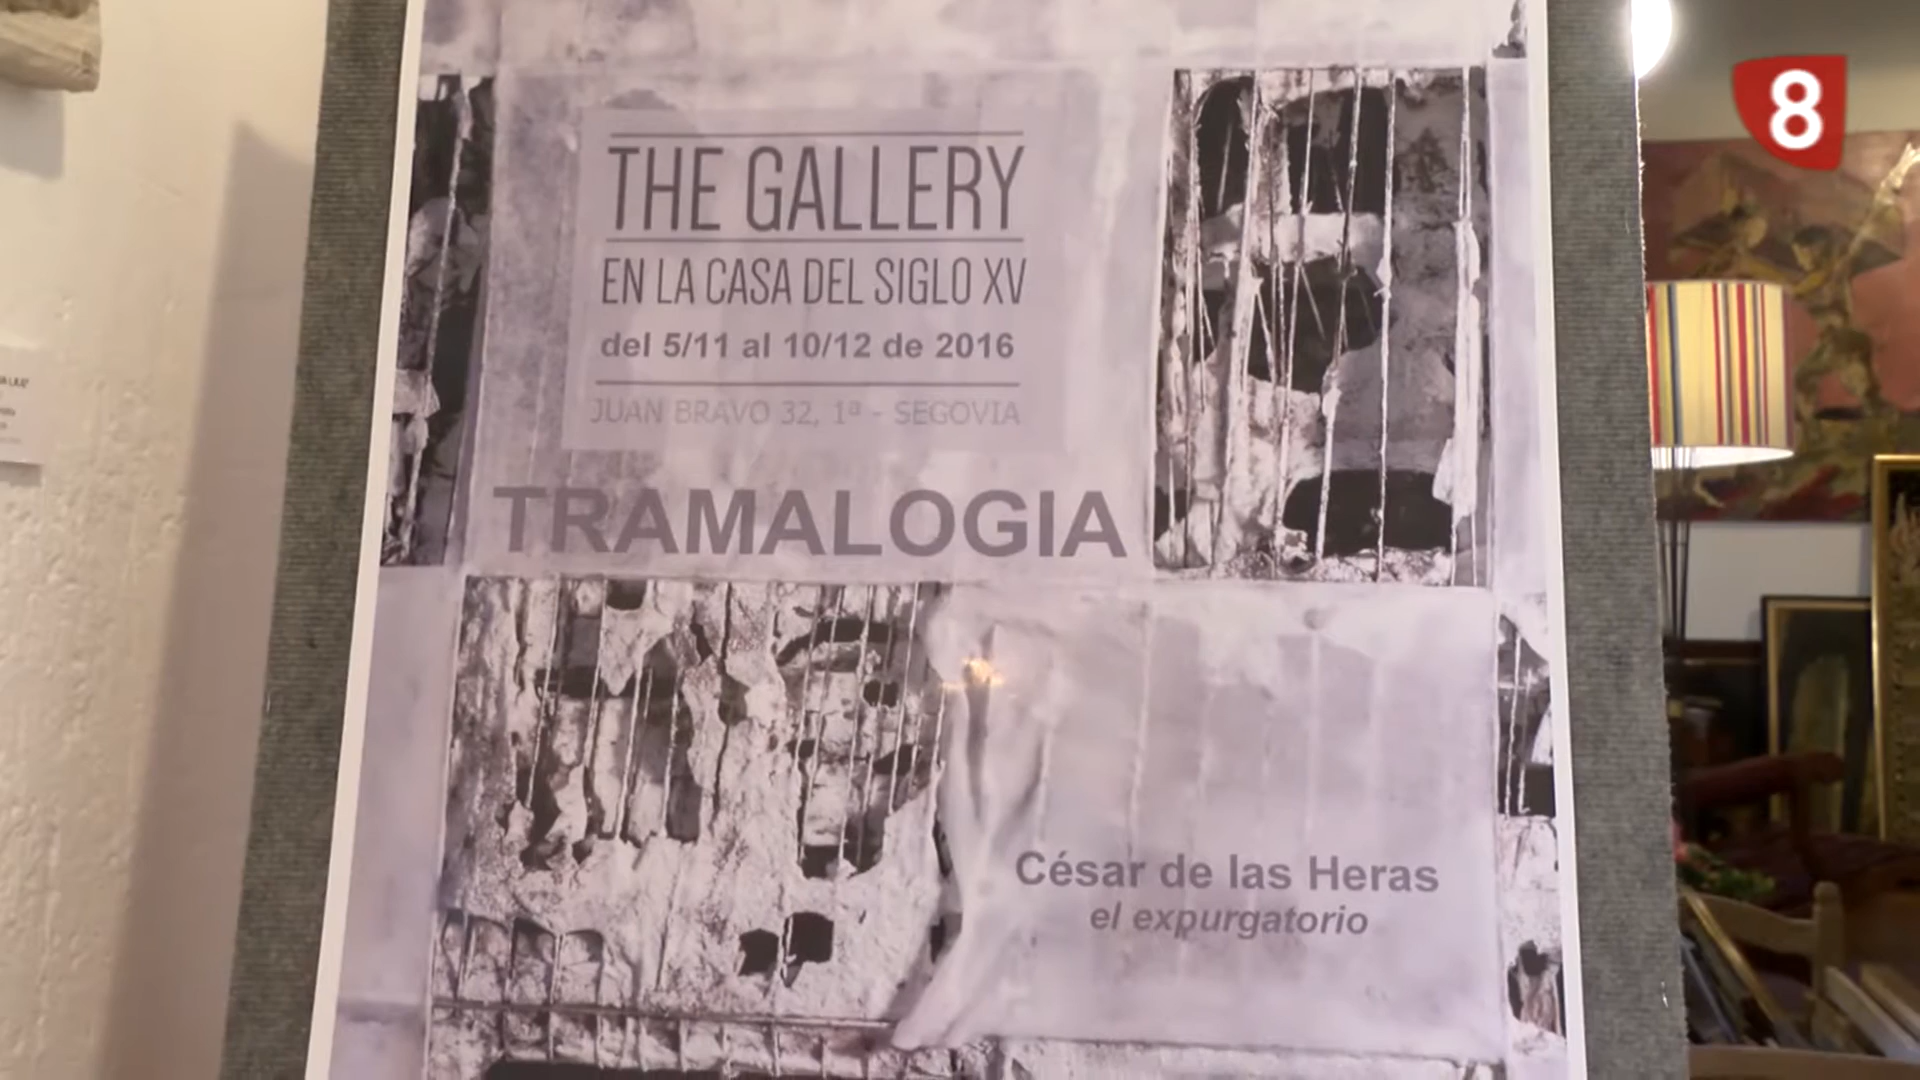 THE GALLERY
EN LA CASA DEL SIGLO XV
del 5/11 al 10/12 de 2016
JUAN BRAVO 32, 1ª - SEGOVIA
TRAMALOGIA
César de las Heras
el expurgatorio
8